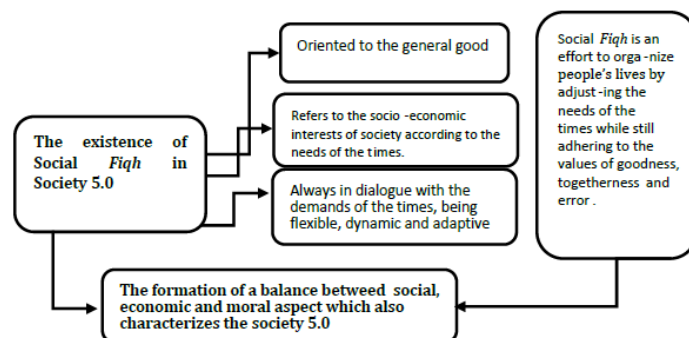 Oriented to the general good
Refers to the socio -economic
interests of society according to the
needs of the times.
The existence of
Social Fiqh in
Society 5.0
Always in dialogue with the
demands of the times, being
flexible, dynamic and adaptive
Social Fiqh is an
effort to orga -nize
people's lives by
adjust -ing the
needs of the
times while still
adhering to the
values of goodness,
togetherness and
error .
The formation of a balance betweed social,
economic and moral aspect which also
characterizes the society 5.0